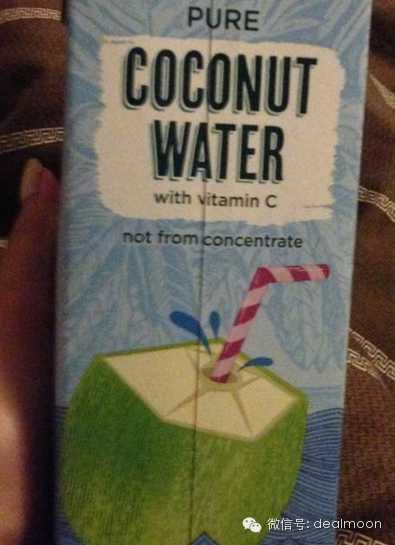 PURE
COCONUT
WATER
with vitamin C
not from concentrate
微信号: dealmoon